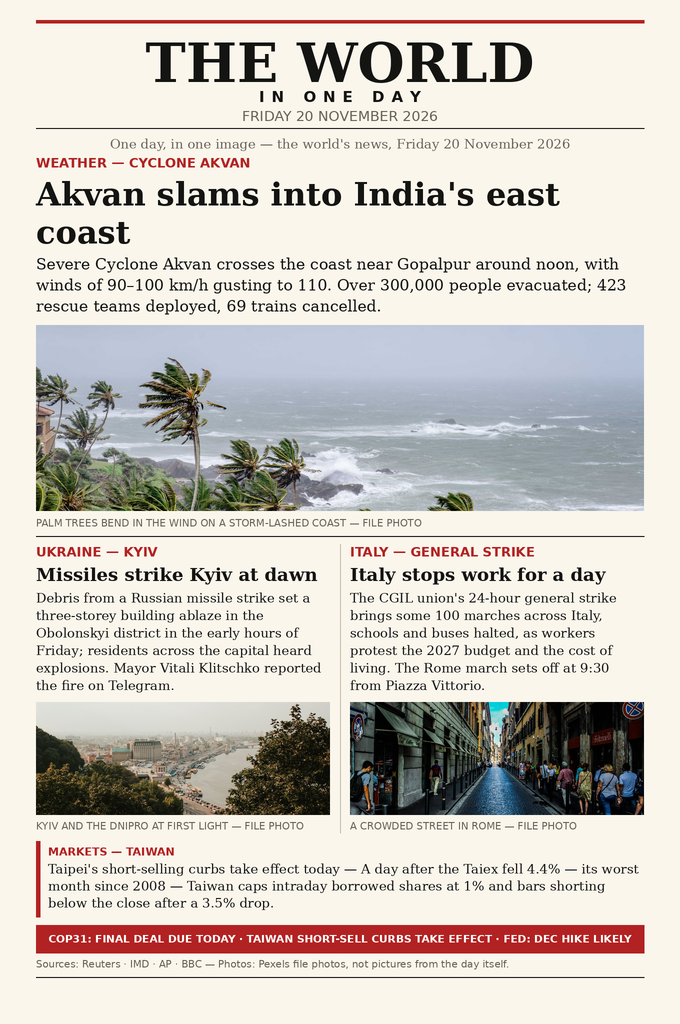 THE WORLD
IN ONE DAY
FRIDAY 20 NOVEMBER 2026
One day, in one image — the world's news, Friday 20 November 2026
WEATHER — CYCLONE AKVAN
Akvan slams into India's east
coast
Severe Cyclone Akvan crosses the coast near Gopalpur around noon, with
winds of 90–100 km/h gusting to 110. Over 300,000 people evacuated; 423
rescue teams deployed, 69 trains cancelled.
PALM TREES BEND IN THE WIND ON A STORM-LASHED COAST — FILE PHOTO
UKRAINE — KYIV
Missiles strike Kyiv at dawn
Debris from a Russian missile strike set a
three-storey building ablaze in the
Obolonskyi district in the early hours of
Friday; residents across the capital heard
explosions. Mayor Vitali Klitschko reported
the fire on Telegram.
KYIV AND THE DNIPRO AT FIRST LIGHT — FILE PHOTO
ITALY — GENERAL STRIKE
Italy stops work for a day
The CGIL union's 24-hour general strike
brings some 100 marches across Italy,
schools and buses halted, as workers
protest the 2027 budget and the cost of
living. The Rome march sets off at 9:30
from Piazza Vittorio.
A CROWDED STREET IN ROME — FILE PHOTO
MARKETS — TAIWAN
Taipei's short-selling curbs take effect today — A day after the Taiex fell 4.4% — its worst
month since 2008 — Taiwan caps intraday borrowed shares at 1% and bars shorting
below the close after a 3.5% drop.
COP31: FINAL DEAL DUE TODAY · TAIWAN SHORT-SELL CURBS TAKE EFFECT · FED: DEC HIKE LIKELY
Sources: Reuters · IMD · AP · BBC — Photos: Pexels file photos, not pictures from the day itself.